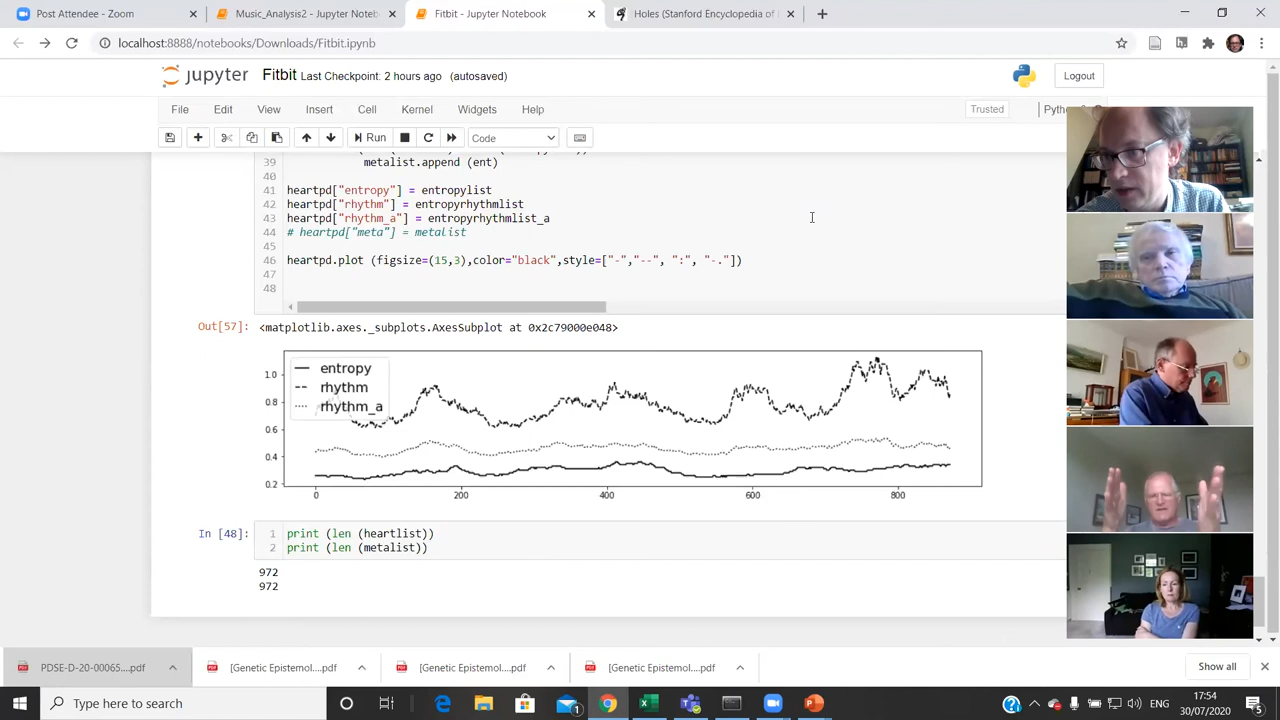 Post Attendee - Zoom
Music_Analysis2 - Jupyter Noteb
Fitbit - Jupyter Notebook
Holes (Stanford Encyclopedia of
localhost:8888/notebooks/Downloads/Fitbit.ipynb
jupyter Fitbit Last Checkpoint: 2 hours ago (autosaved)
Logout
File Edit View Insert Cell Kernel Widgets Help
Trusted
Run
Code
39 metalist.append (ent)
40
41 heartpd["entropy"] = entropylist
42 heartpd["rhythm"] = entropyrhythmlist
43 heartpd["rhythm_a"] = entropyrhythmlist_a
44 # heartpd["meta"] = metalist
45
46 heartpd.plot (figsize=(15,3),color="black",style=["-","--", ":", "-."])
47
48
Out[57]: <matplotlib.axes._subplots.AxesSubplot at 0x2c79000e048>
entropy
rhythm
rhythm_a
1.0
0.8
0.6
0.4
0.2
0 200 400 600 800
In [48]: 1 print (len (heartlist))
2 print (len (metalist))
972
972
PDSE-D-20-00065....pdf
[Genetic Epistemol....pdf
[Genetic Epistemol....pdf
[Genetic Epistemol....pdf
Show all
Type here to search
1
ENG
17:54
30/07/2020
5